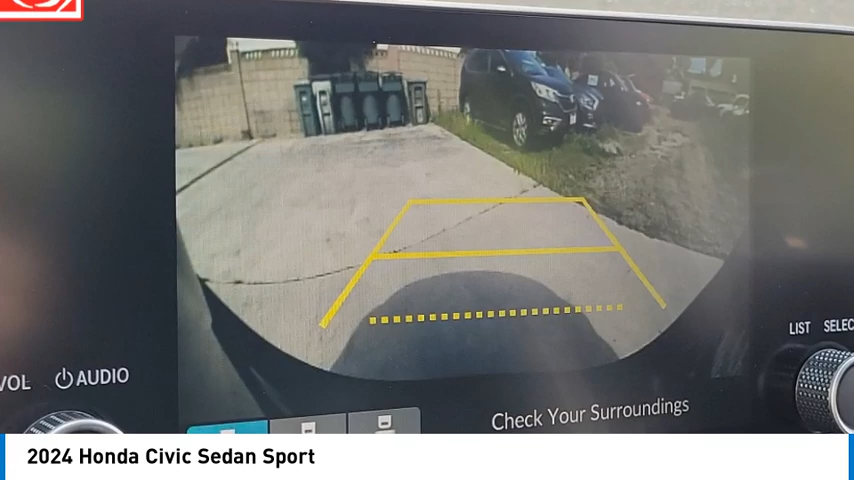 LIST SELEC
VOL AUDIO
Check Your Surroundings
2024 Honda Civic Sedan Sport